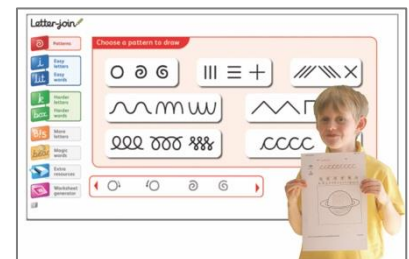 Letter-join
Choose a pattern to draw
Patterns
Easy
letters
Easy
words
Harder
letters
Harder
words
More
letters
Magic
words
Extra
resources
Worksheet
generator